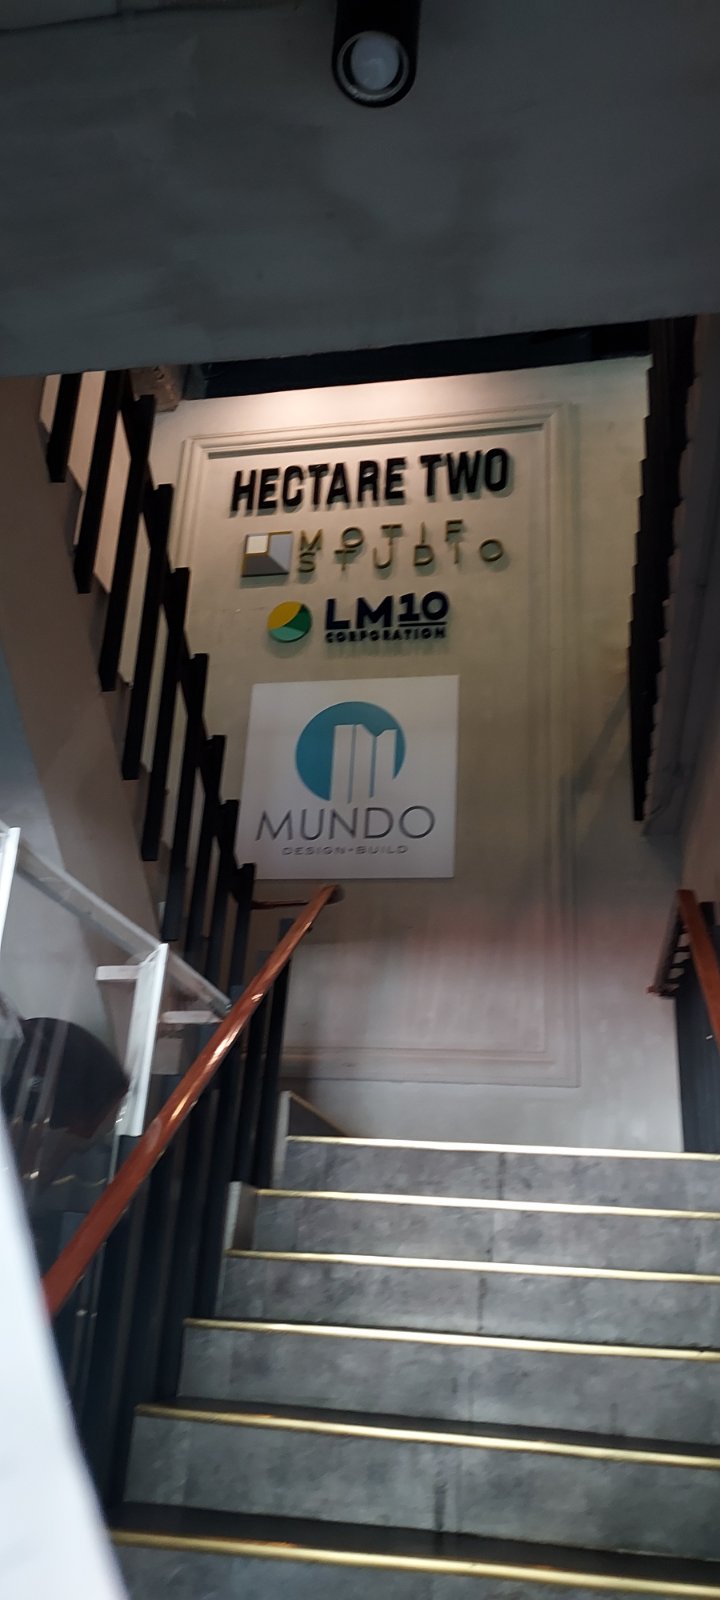 HECTARE TWO
MOTIF
STUDIO
LM10
CORPORATION
MUNDO
DESIGN+BUILD